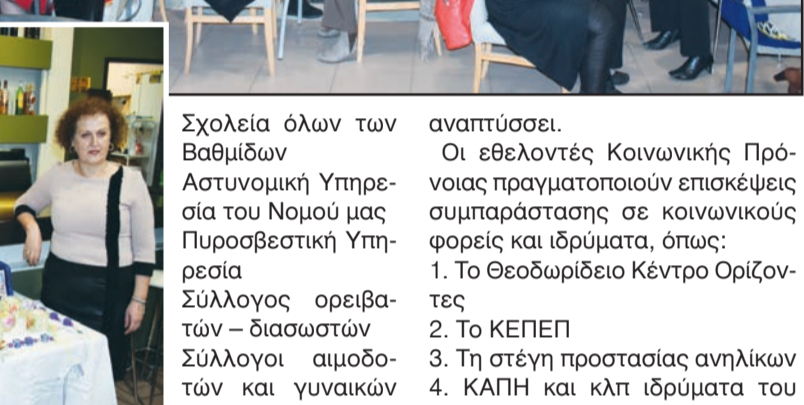 Σχολεία όλων των
Βαθμίδων
Αστυνομική Υπηρε-
σία του Νομού μας
Πυροσβεστική Υπη-
ρεσία
Σύλλογος ορειβα-
τών – διασωστών
Σύλλογοι αιμοδο-
τών και γυναικών
αναπτύσσει.
Οι εθελοντές Κοινωνικής Πρό-
νοιας πραγματοποιούν επισκέψεις
συμπαράστασης σε κοινωνικούς
φορείς και ιδρύματα, όπως:
1. Το Θεοδωρίδειο Κέντρο Ορίζον-
τες
2. Το ΚΕΠΕΠ
3. Τη στέγη προστασίας ανηλίκων
4. ΚΑΠΗ και κλπ ιδρύματα του